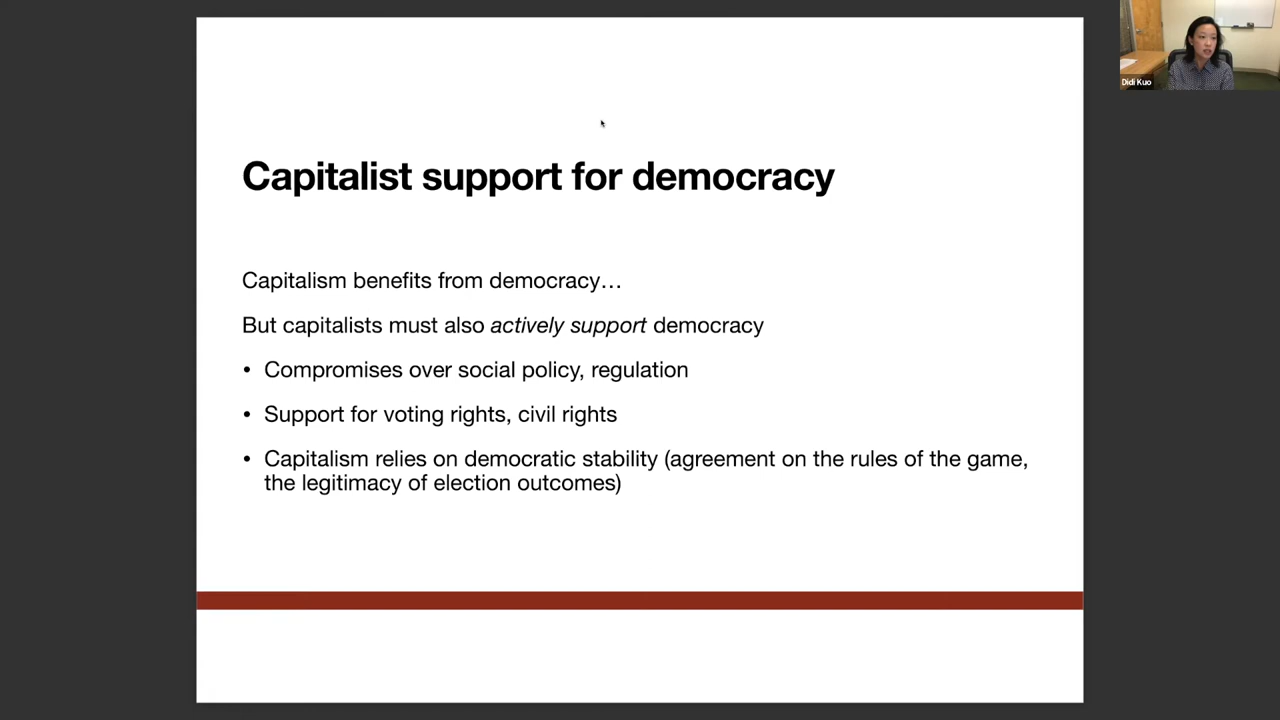 Didi Kuo
Capitalist support for democracy
Capitalism benefits from democracy…
But capitalists must also actively support democracy
• Compromises over social policy, regulation
• Support for voting rights, civil rights
• Capitalism relies on democratic stability (agreement on the rules of the game,
the legitimacy of election outcomes)